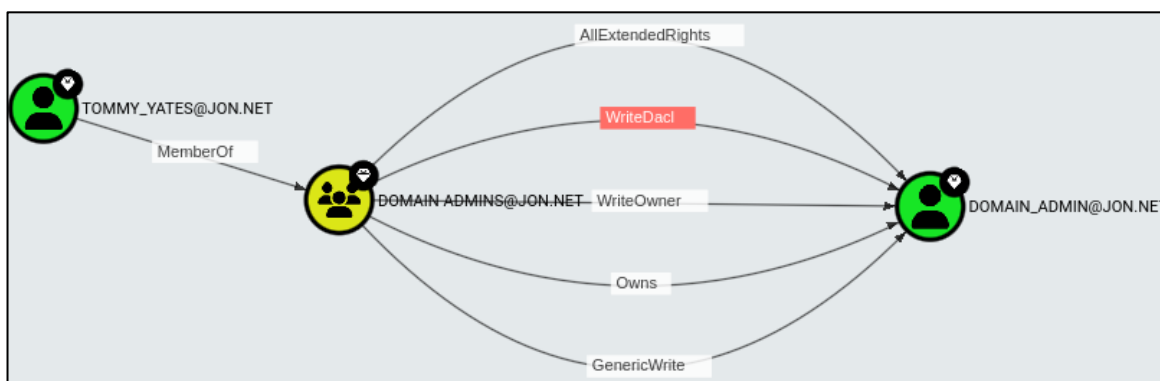 AllExtendedRights
TOMMY_YATES@JON.NET
WriteDacl
MemberOf
DOMAIN ADMINS@JON.NET
WriteOwner
DOMAIN_ADMIN@JON.NET
Owns
GenericWrite